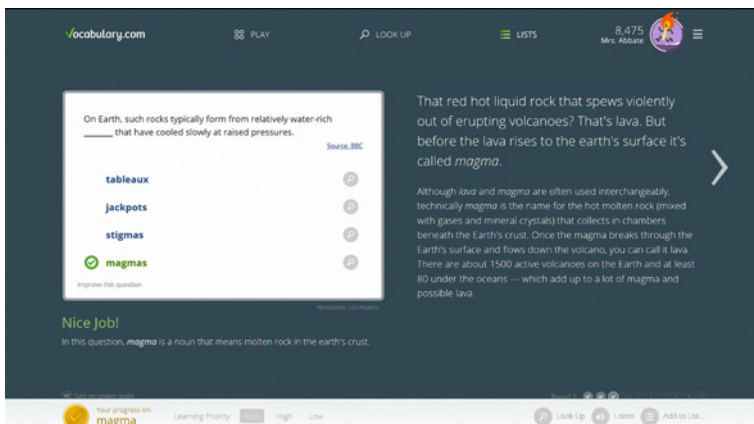 Vocabulary.com
PLAY
LOOK UP
LISTS
8,475
Mrs. Abbate
On Earth, such rocks typically form from relatively water-rich
______ that have cooled slowly at raised pressures.
Source: BBC
tableaux
jackpots
stigmas
magmas
Improve this question
PROGRESS: 100 POINTS
Nice Job!
In this question, magma is a noun that means molten rock in the earth's crust.
That red hot liquid rock that spews violently
out of erupting volcanoes? That's lava. But
before the lava rises to the earth's surface it's
called magma.
Although lava and magma are often used interchangeably,
technically magma is the name for the hot molten rock (mixed
with gases and mineral crystals) that collects in chambers
beneath the Earth's crust. Once the magma breaks through the
Earth's surface and flows down the volcano, you can call it lava.
There are about 1500 active volcanoes on the Earth and at least
80 under the oceans — which add up to a lot of magma and
possible lava.
Turn on spoken audio
Your progress on:
magma
Learning Priority:
Auto
High
Low
Look Up
Listen
Add to List...